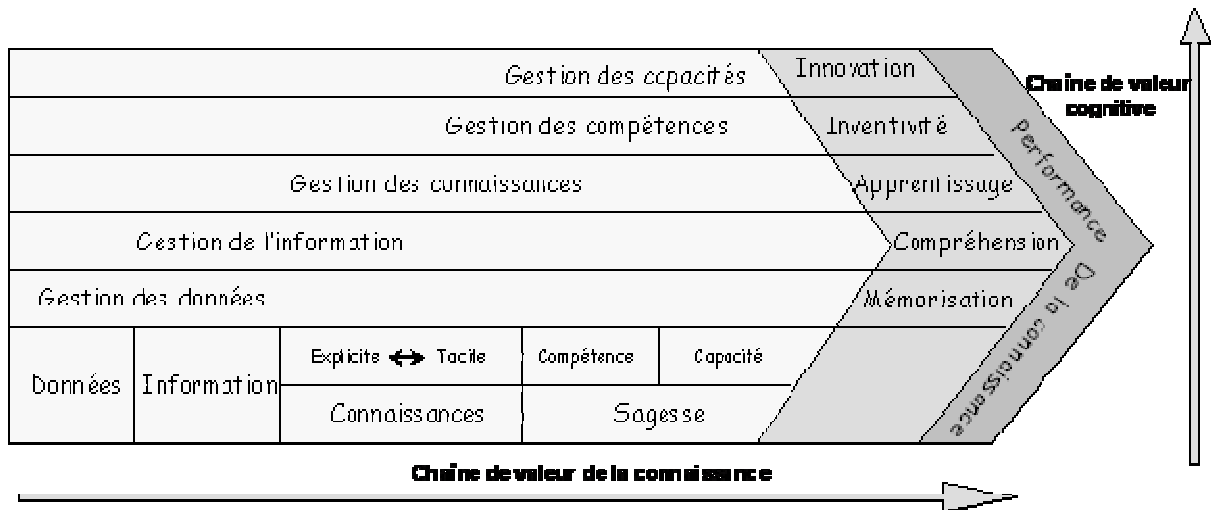 Gestion des capacités
Innovation
Chaîne de valeur
cognitive
Gestion des compétences
Inventivité
Performance
Gestion des connaissances
Apprentissage
Gestion de l'information
Compréhension
De la connaissance
Gestion des données
Mémorisation
Explicite Tacile
Compétence
Capacité
Données
Information
Connaissances
Sagesse
Chaîne de valeur de la connaissance